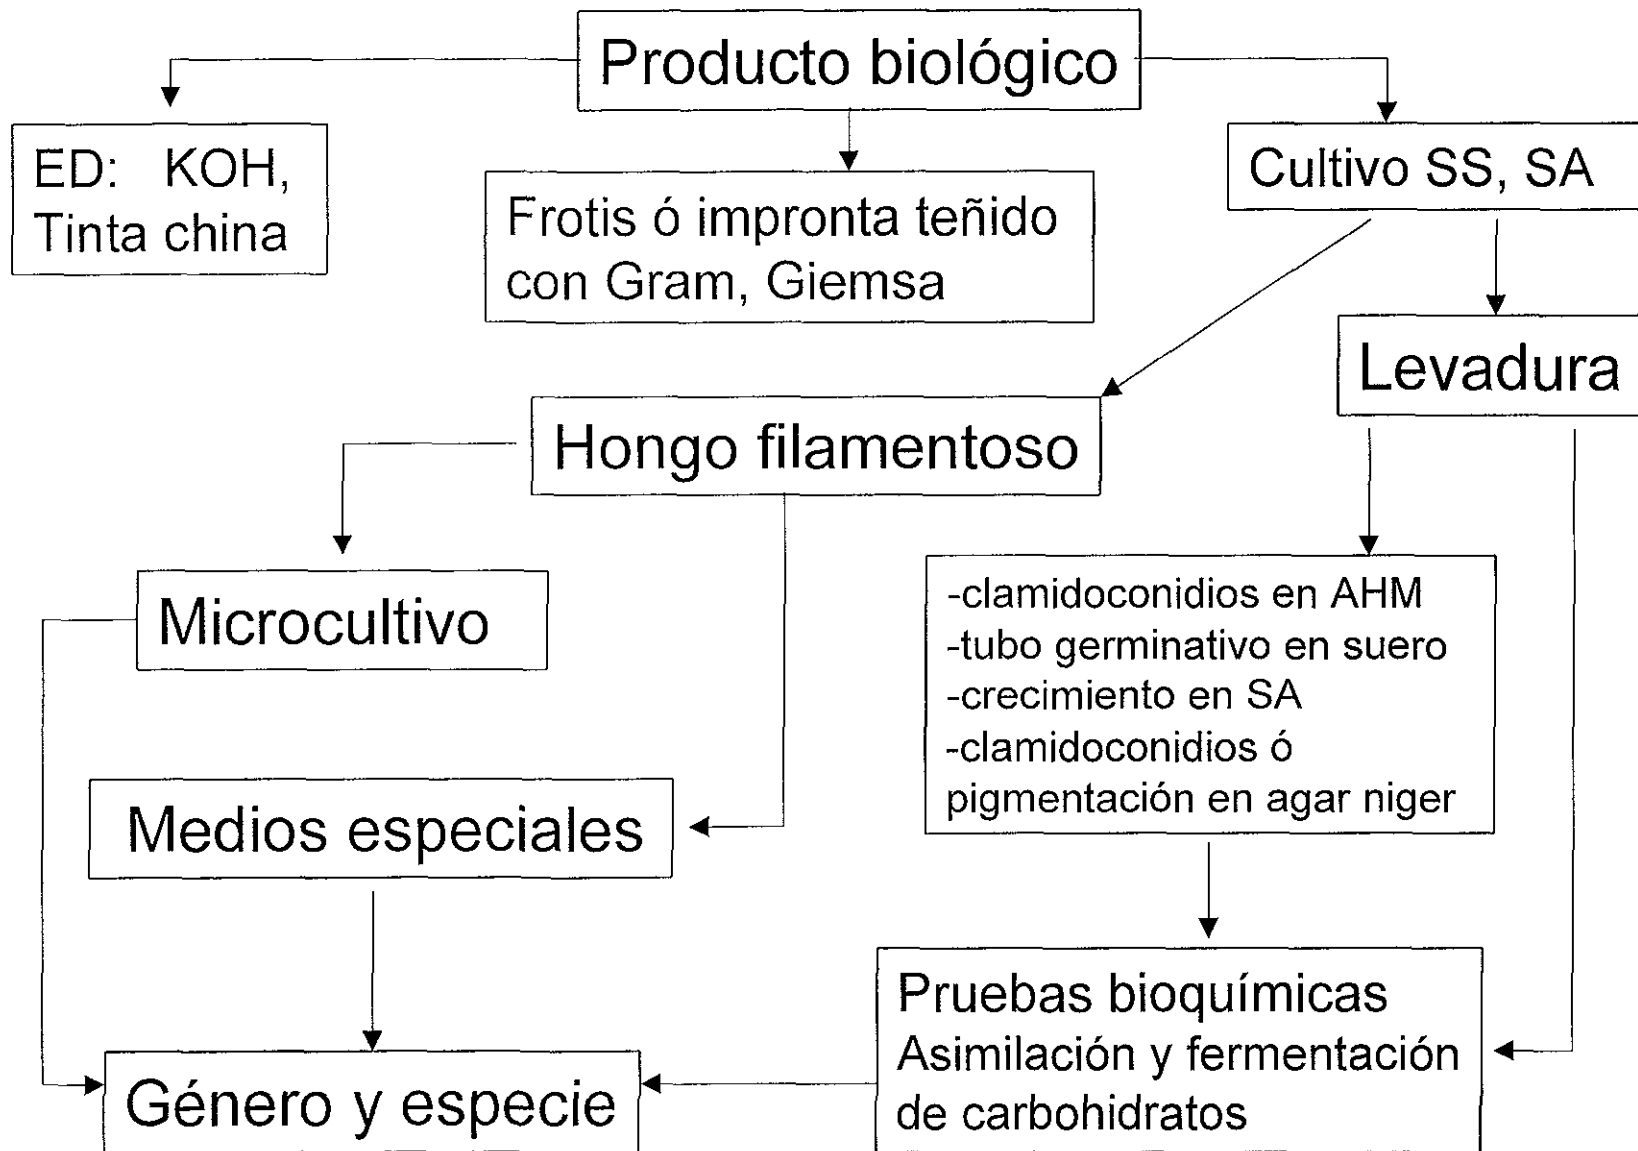 Producto biológico
ED: KOH,
Tinta china
Frotis ó impronta teñido
con Gram, Giemsa
Cultivo SS, SA
Levadura
Hongo filamentoso
Microcultivo
-clamidoconidios en AHM
-tubo germinativo en suero
-crecimiento en SA
-clamidoconidios ó
pigmentación en agar niger
Medios especiales
Pruebas bioquímicas
Asimilación y fermentación
de carbohidratos
Género y especie